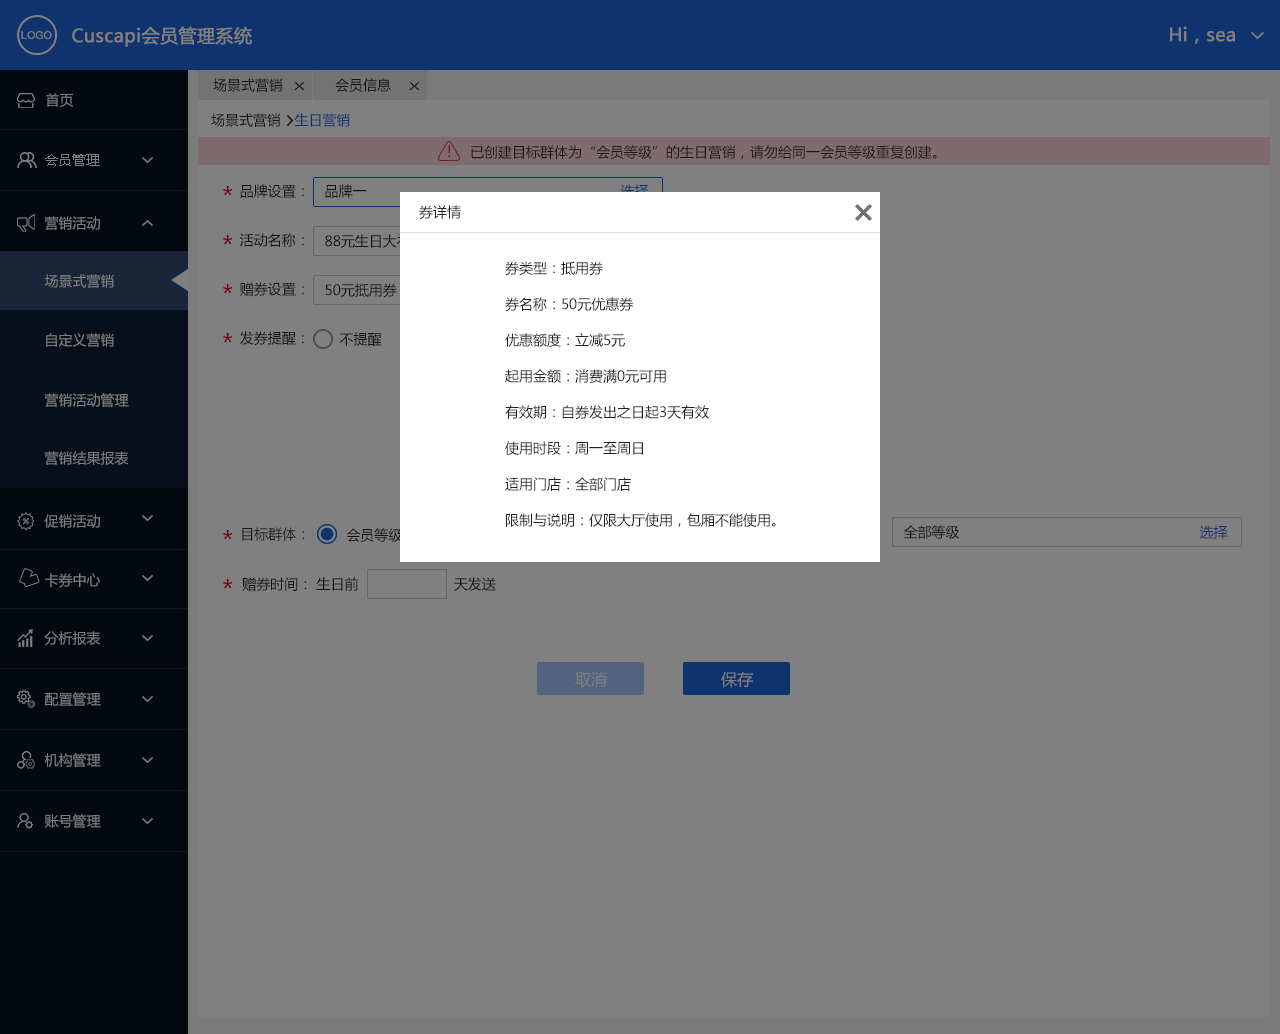 LOGO Cuscapi会员管理系统 Hi，sea
首页
会员管理
营销活动
场景式营销
自定义营销
营销活动管理
营销结果报表
促销活动
卡券中心
分析报表
配置管理
机构管理
账号管理
场景式营销 × 会员信息 ×
场景式营销 >生日营销
已创建目标群体为“会员等级”的生日营销，请勿给同一会员等级重复创建。
* 品牌设置： 品牌一 选择
* 活动名称： 88元生日大
* 赠券设置： 50元抵用券
* 发券提醒： 不提醒
券详情
券类型：抵用券
券名称：50元优惠券
优惠额度：立减5元
起用金额：消费满0元可用
有效期：自券发出之日起3天有效
使用时段：周一至周日
适用门店：全部门店
限制与说明：仅限大厅使用，包厢不能使用。
* 目标群体： 会员等级 全部等级 选择
* 赠券时间： 生日前 天发送
取消 保存